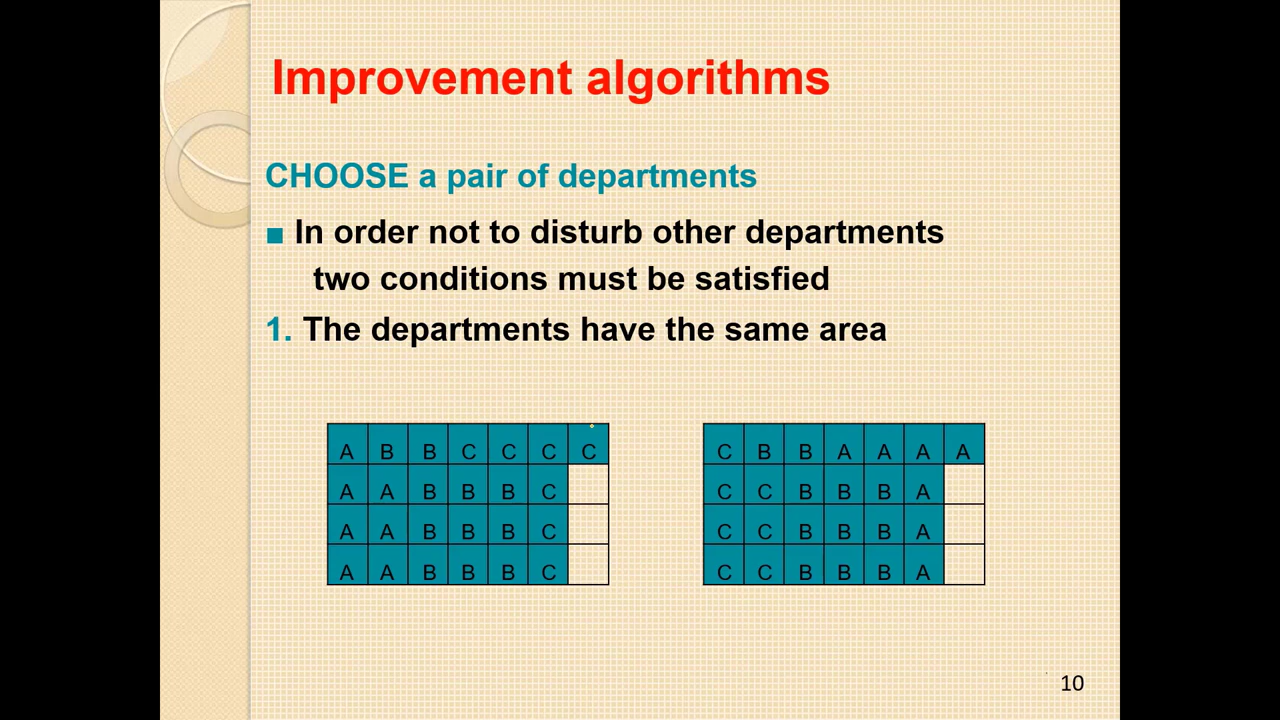 Improvement algorithms
CHOOSE a pair of departments
■ In order not to disturb other departments
two conditions must be satisfied
1. The departments have the same area
A B B C C C C
A A B B B C
A A B B B C
A A B B B C
C B B A A A A
C C B B B A
C C B B B A
C C B B B A
10